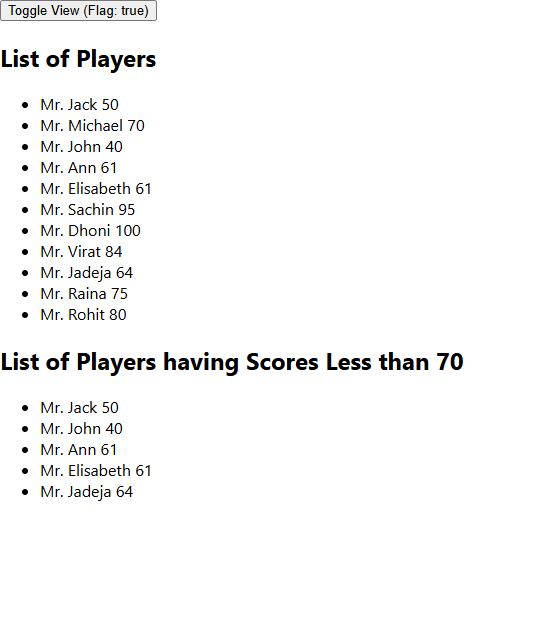 Toggle View (Flag: true)
List of Players
Mr. Jack 50
Mr. Michael 70
Mr. John 40
Mr. Ann 61
Mr. Elisabeth 61
Mr. Sachin 95
Mr. Dhoni 100
Mr. Virat 84
Mr. Jadeja 64
Mr. Raina 75
Mr. Rohit 80
List of Players having Scores Less than 70
Mr. Jack 50
Mr. John 40
Mr. Ann 61
Mr. Elisabeth 61
Mr. Jadeja 64